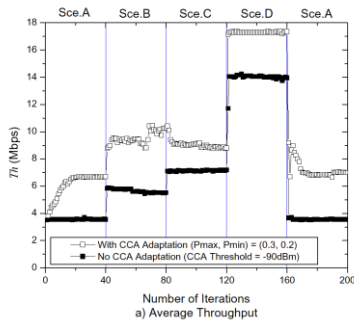 Sce.A Sce.B Sce.C Sce.D Sce.A
18
16
14
12
10
8
6
4
2
0
Th (Mbps)
With CCA Adaptation (Pmax, Pmin) = (0.3, 0.2)
No CCA Adaptation (CCA Threshold = -90dBm)
0 40 80 120 160 200
Number of Iterations
a) Average Throughput